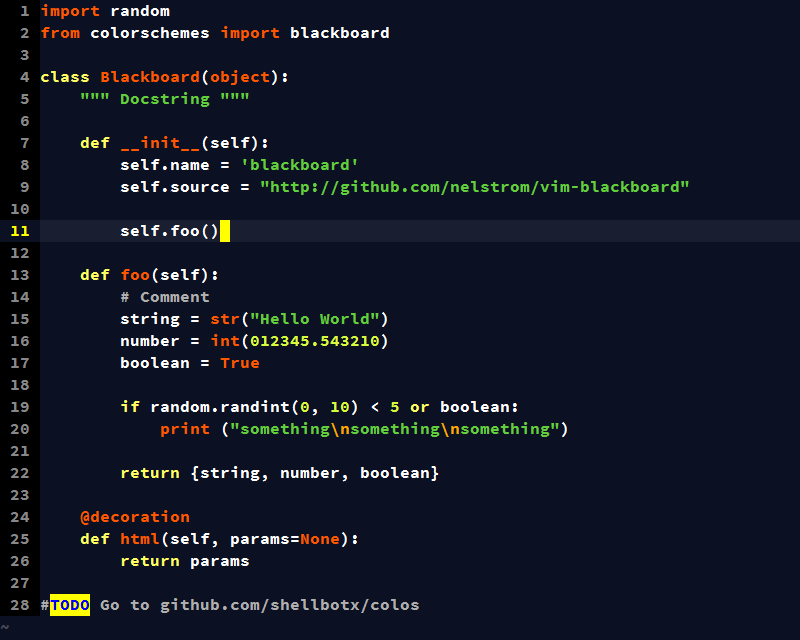 1 import random
2 from colorschemes import blackboard
3
4 class Blackboard(object):
5     """ Docstring """
6
7     def __init__(self):
8         self.name = 'blackboard'
9         self.source = "http://github.com/nelstrom/vim-blackboard"
10
11         self.foo()
12
13     def foo(self):
14         # Comment
15         string = str("Hello World")
16         number = int(012345.543210)
17         boolean = True
18
19         if random.randint(0, 10) < 5 or boolean:
20             print ("something\nsomething\nsomething")
21
22         return {string, number, boolean}
23
24     @decoration
25     def html(self, params=None):
26         return params
27
28 #TODO Go to github.com/shellbotx/colos
~